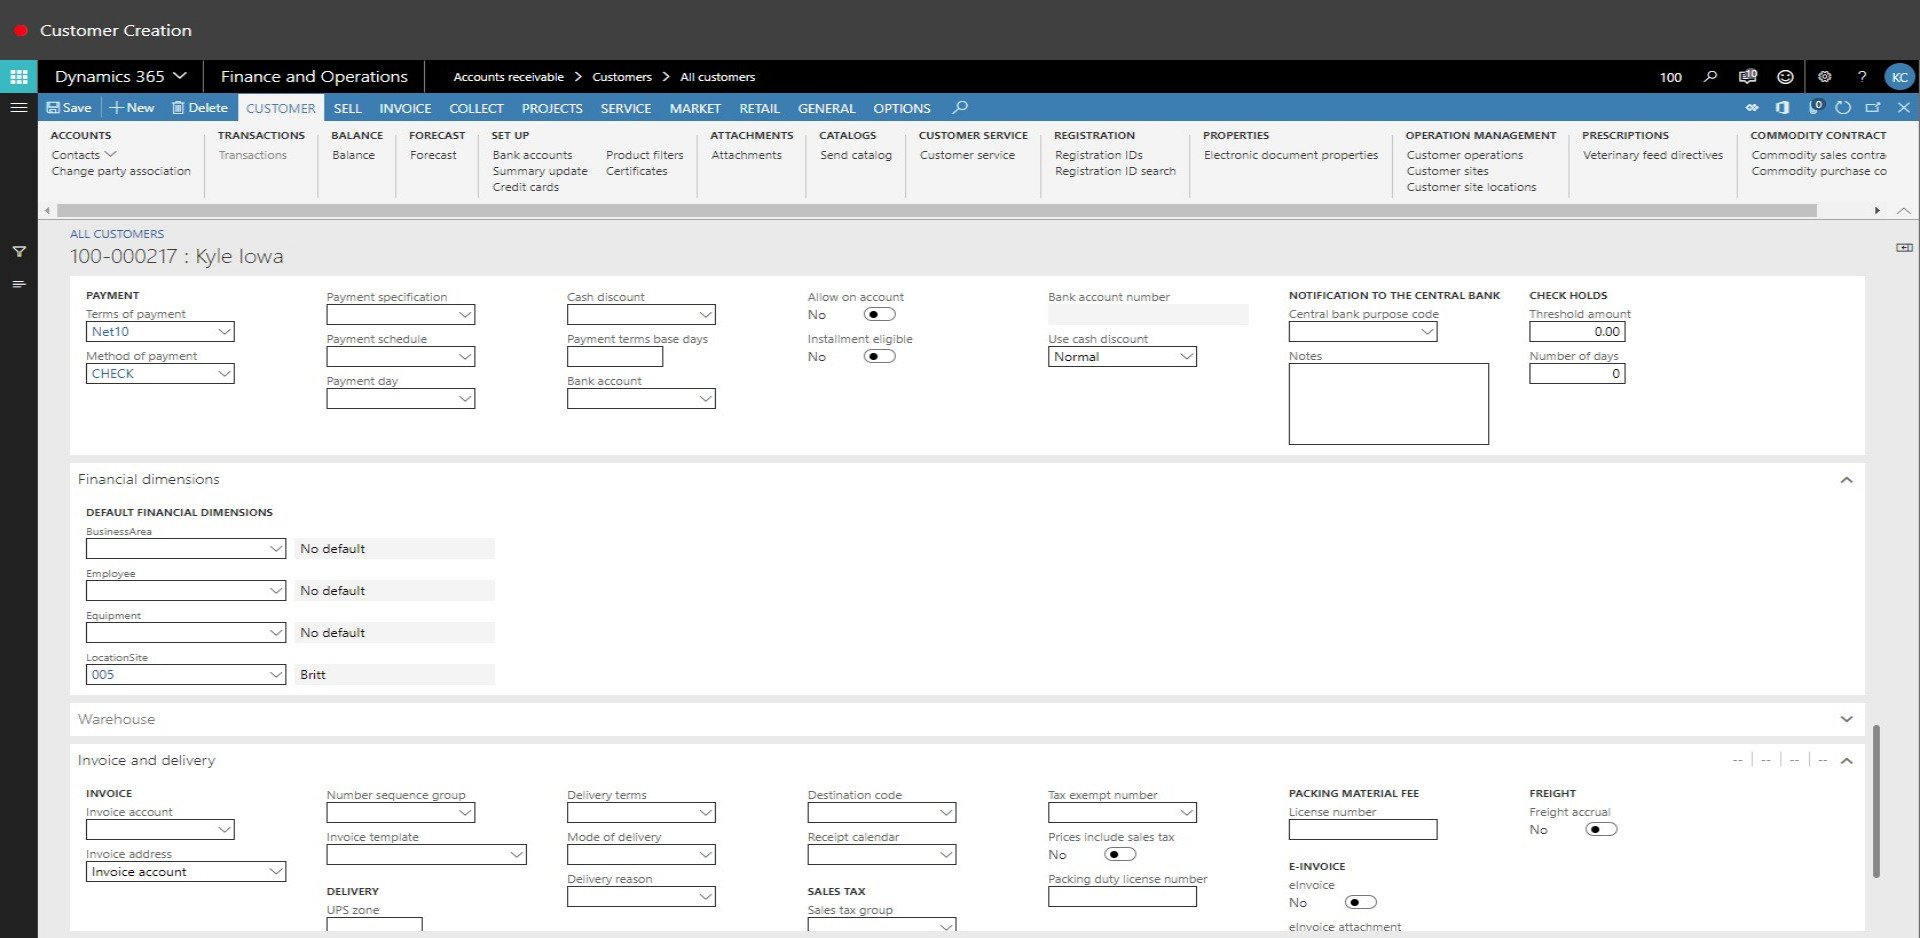 Customer Creation
Dynamics 365
Finance and Operations
Accounts receivable > Customers > All customers
100
10
?
KC
Save
New
Delete
CUSTOMER
SELL
INVOICE
COLLECT
PROJECTS
SERVICE
MARKET
RETAIL
GENERAL
OPTIONS
0
ACCOUNTS
Contacts
Change party association
TRANSACTIONS
Transactions
BALANCE
Balance
FORECAST
Forecast
SET UP
Bank accounts
Summary update
Credit cards
Product filters
Certificates
ATTACHMENTS
Attachments
CATALOGS
Send catalog
CUSTOMER SERVICE
Customer service
REGISTRATION
Registration IDs
Registration ID search
PROPERTIES
Electronic document properties
OPERATION MANAGEMENT
Customer operations
Customer sites
Customer site locations
PRESCRIPTIONS
Veterinary feed directives
COMMODITY CONTRACT
Commodity sales contra
Commodity purchase co
ALL CUSTOMERS
100-000217 : Kyle Iowa
PAYMENT
Terms of payment
Net10
Method of payment
CHECK
Payment specification
Payment schedule
Payment day
Cash discount
Payment terms base days
Bank account
Allow on account
No
Installment eligible
No
Bank account number
Use cash discount
Normal
NOTIFICATION TO THE CENTRAL BANK
Central bank purpose code
Notes
CHECK HOLDS
Threshold amount
0.00
Number of days
0
Financial dimensions
DEFAULT FINANCIAL DIMENSIONS
BusinessArea
No default
Employee
No default
Equipment
No default
LocationSite
005
Britt
Warehouse
Invoice and delivery
-- | -- | -- | --
INVOICE
Invoice account
Invoice address
Invoice account
Number sequence group
Invoice template
DELIVERY
UPS zone
Delivery terms
Mode of delivery
Delivery reason
Destination code
Receipt calendar
SALES TAX
Sales tax group
Tax exempt number
Prices include sales tax
No
Packing duty license number
PACKING MATERIAL FEE
License number
E-INVOICE
eInvoice
No
eInvoice attachment
FREIGHT
Freight accrual
No